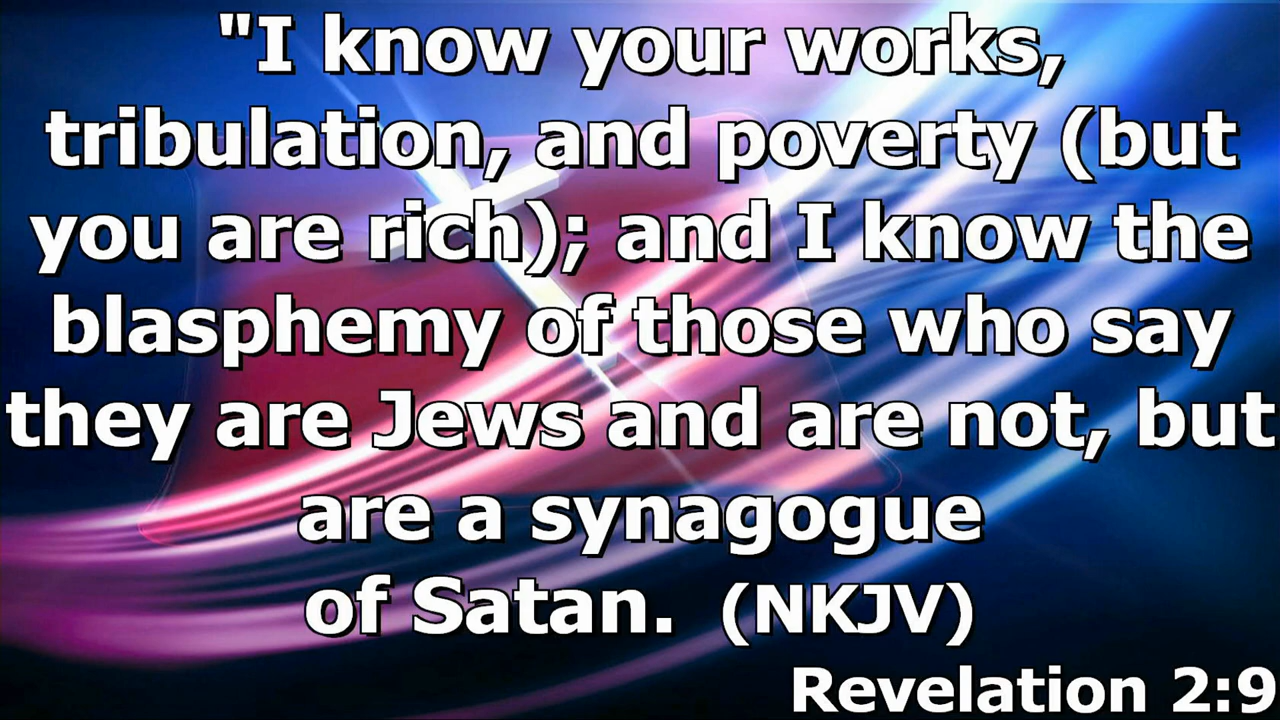 "I know your works,
tribulation, and poverty (but
you are rich); and I know the
blasphemy of those who say
they are Jews and are not, but
are a synagogue
of Satan. (NKJV)
Revelation 2:9